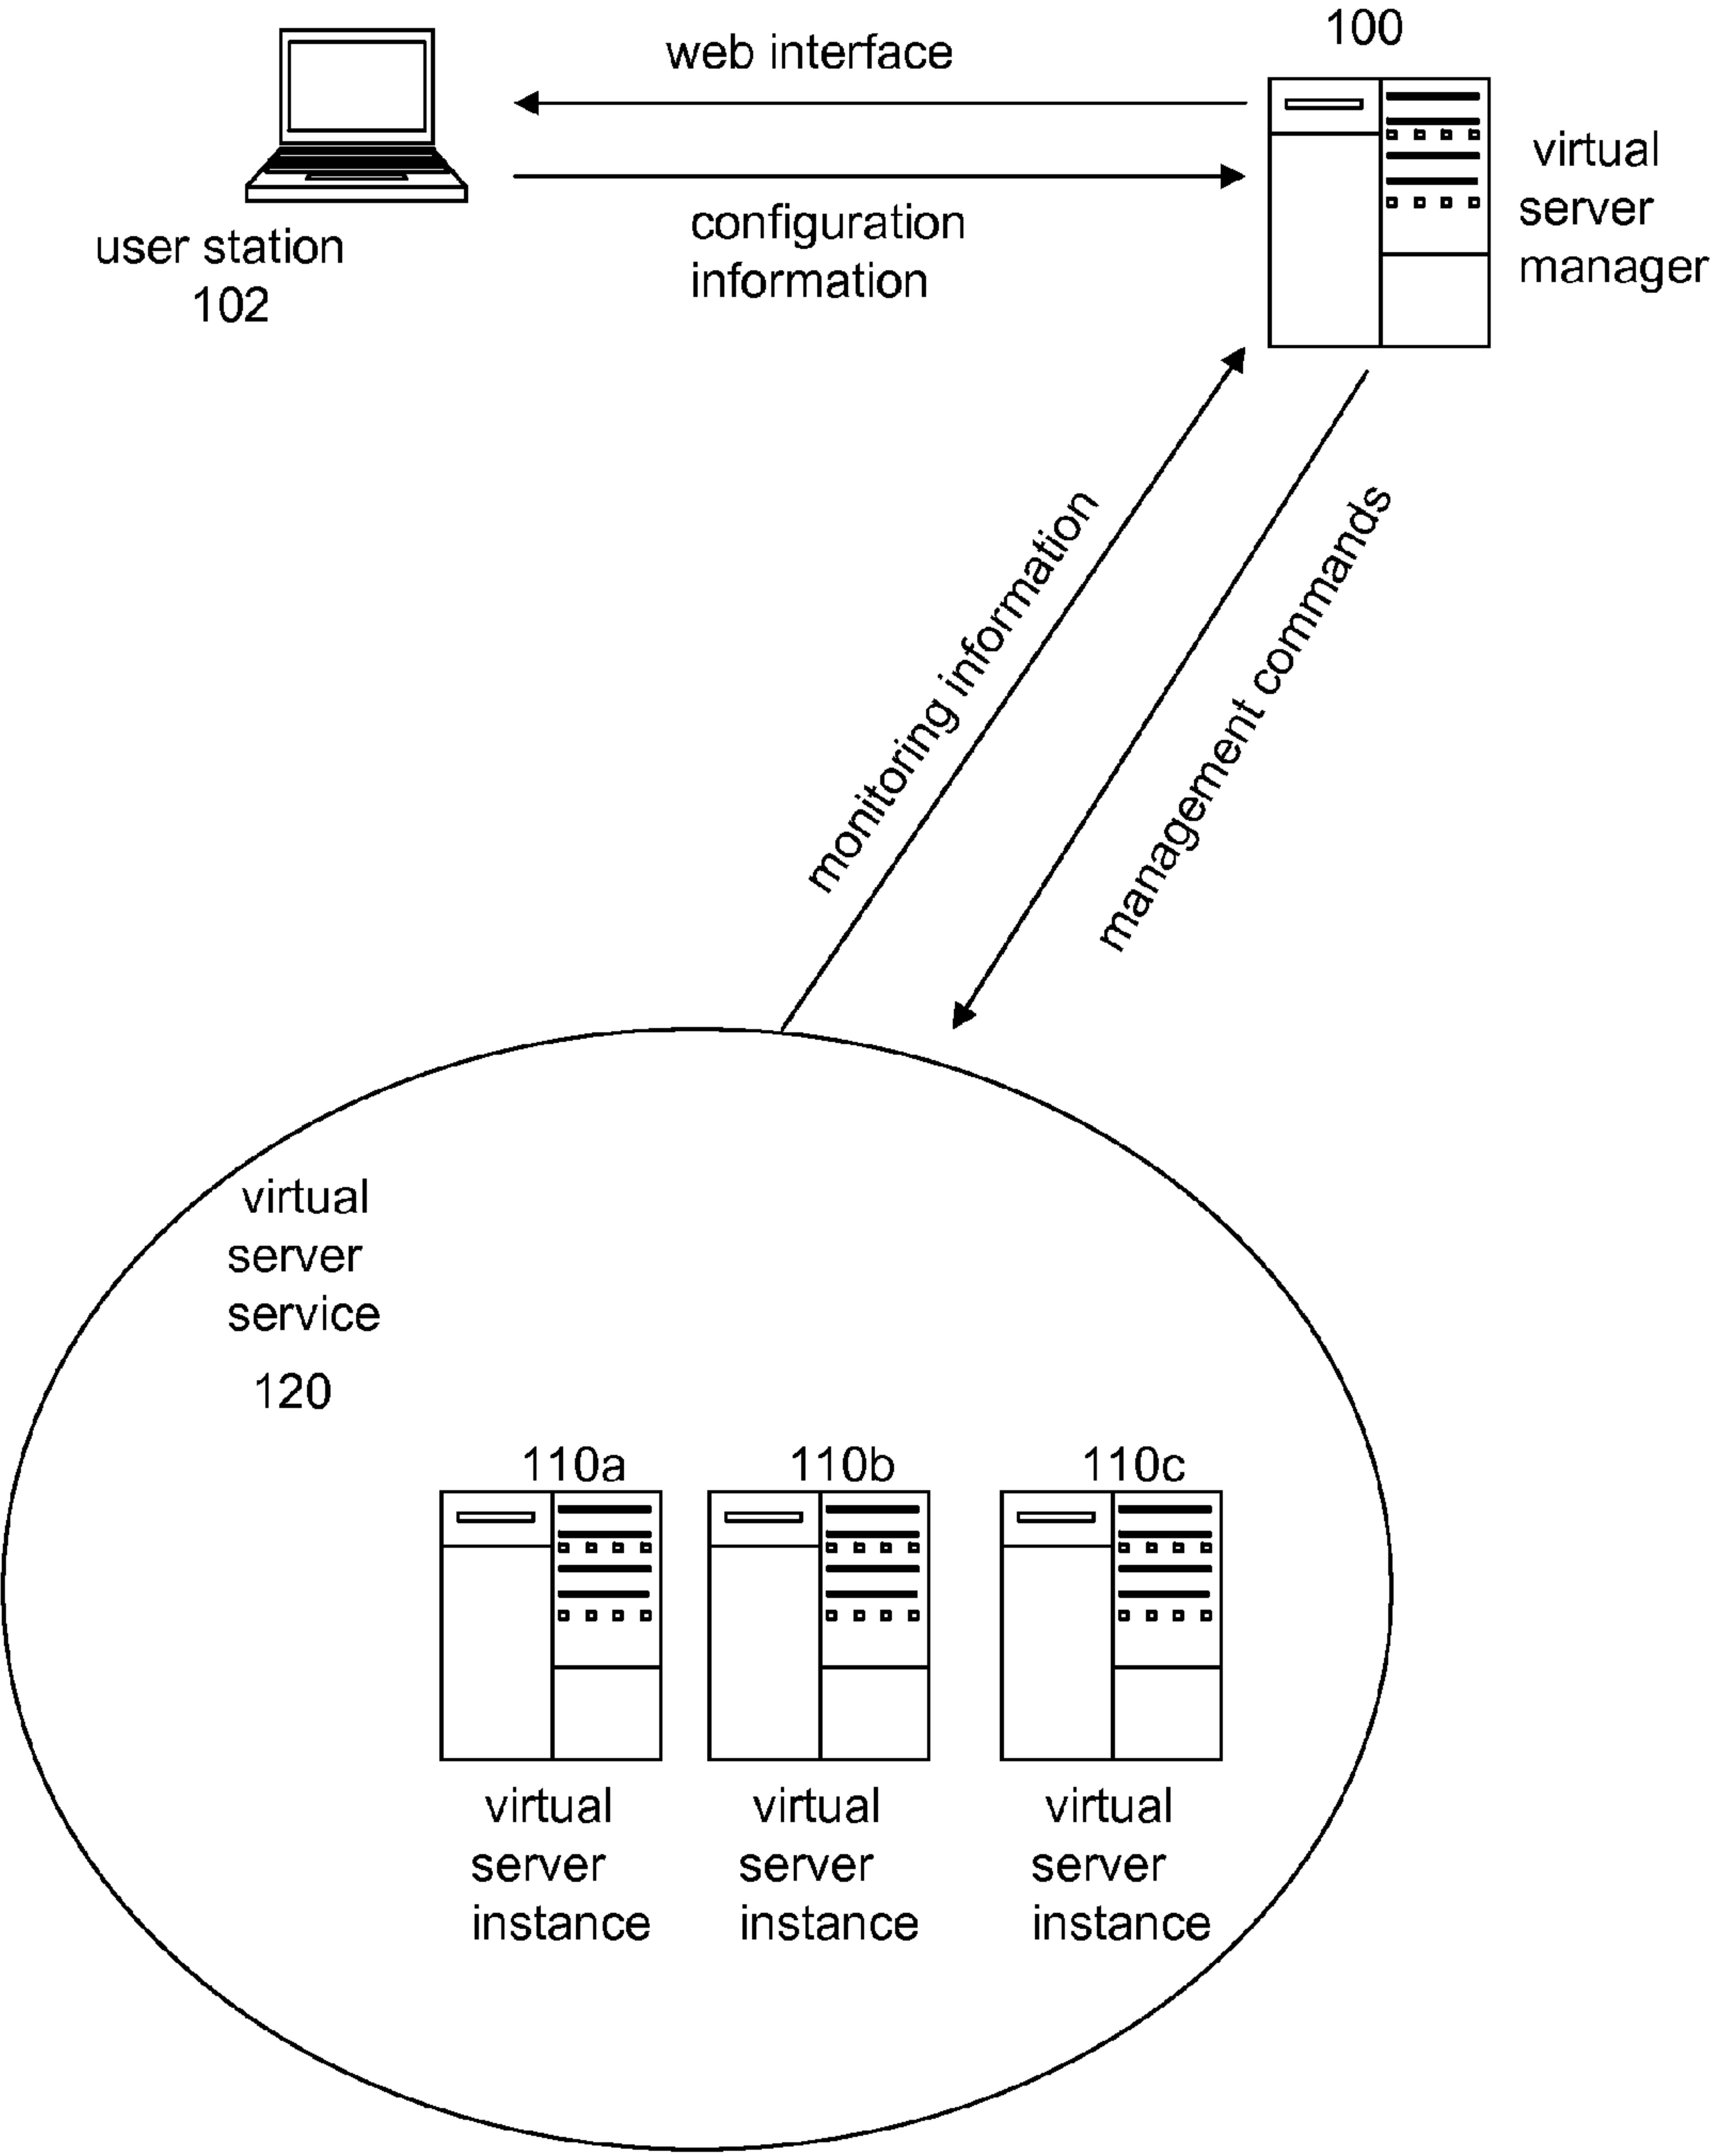 100
web interface
virtual
server
manager
configuration
information
user station
102
monitoring information
management commands
virtual
server
service
120
110a
110b
110c
virtual
server
instance
virtual
server
instance
virtual
server
instance